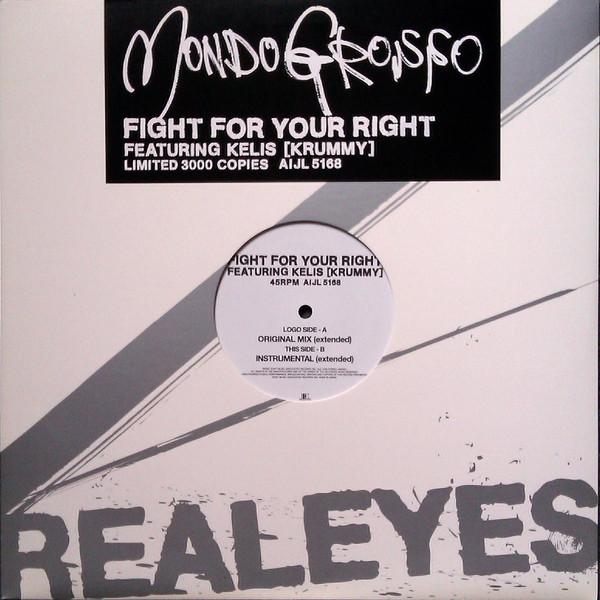 MONDO GROSSO
FIGHT FOR YOUR RIGHT
FEATURING KELIS [KRUMMY]
LIMITED 3000 COPIES AIJL 5168
FIGHT FOR YOUR RIGHT
FEATURING KELIS [KRUMMY]
45RPM AIJL 5168
LOGO SIDE - A
ORIGINAL MIX (extended)
THIS SIDE - B
INSTRUMENTAL (extended)
REALEYES